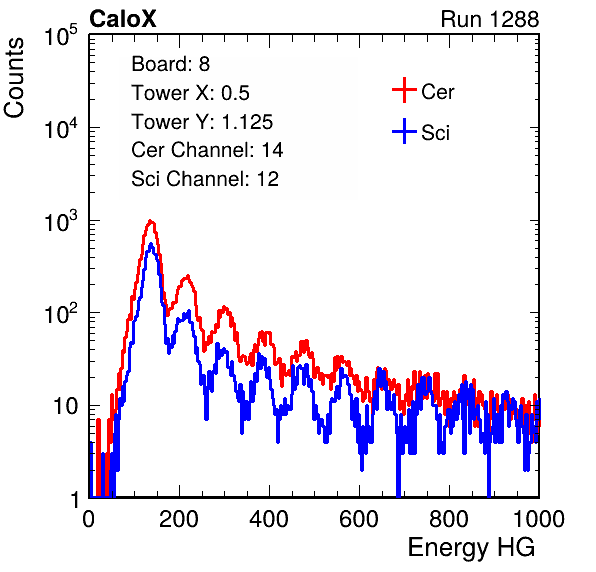 CaloX Run 1288
Counts
10^5
10^4
10^3
10^2
10
1
Board: 8
Tower X: 0.5
Tower Y: 1.125
Cer Channel: 14
Sci Channel: 12
Cer
Sci
0 200 400 600 800 1000
Energy HG